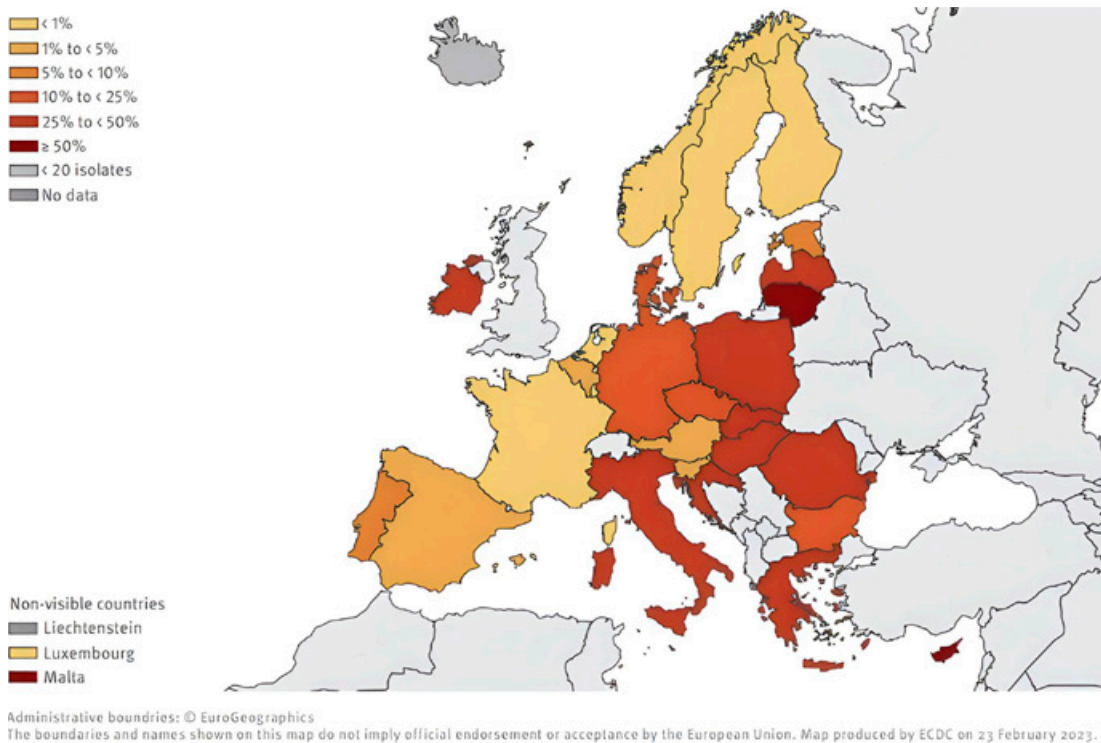 < 1%
1% to < 5%
5% to < 10%
10% to < 25%
25% to < 50%
≥ 50%
< 20 isolates
No data
Non-visible countries
Liechtenstein
Luxembourg
Malta
Administrative boundries: © EuroGeographics
The boundaries and names shown on this map do not imply official endorsement or acceptance by the European Union. Map produced by ECDC on 23 February 2023.